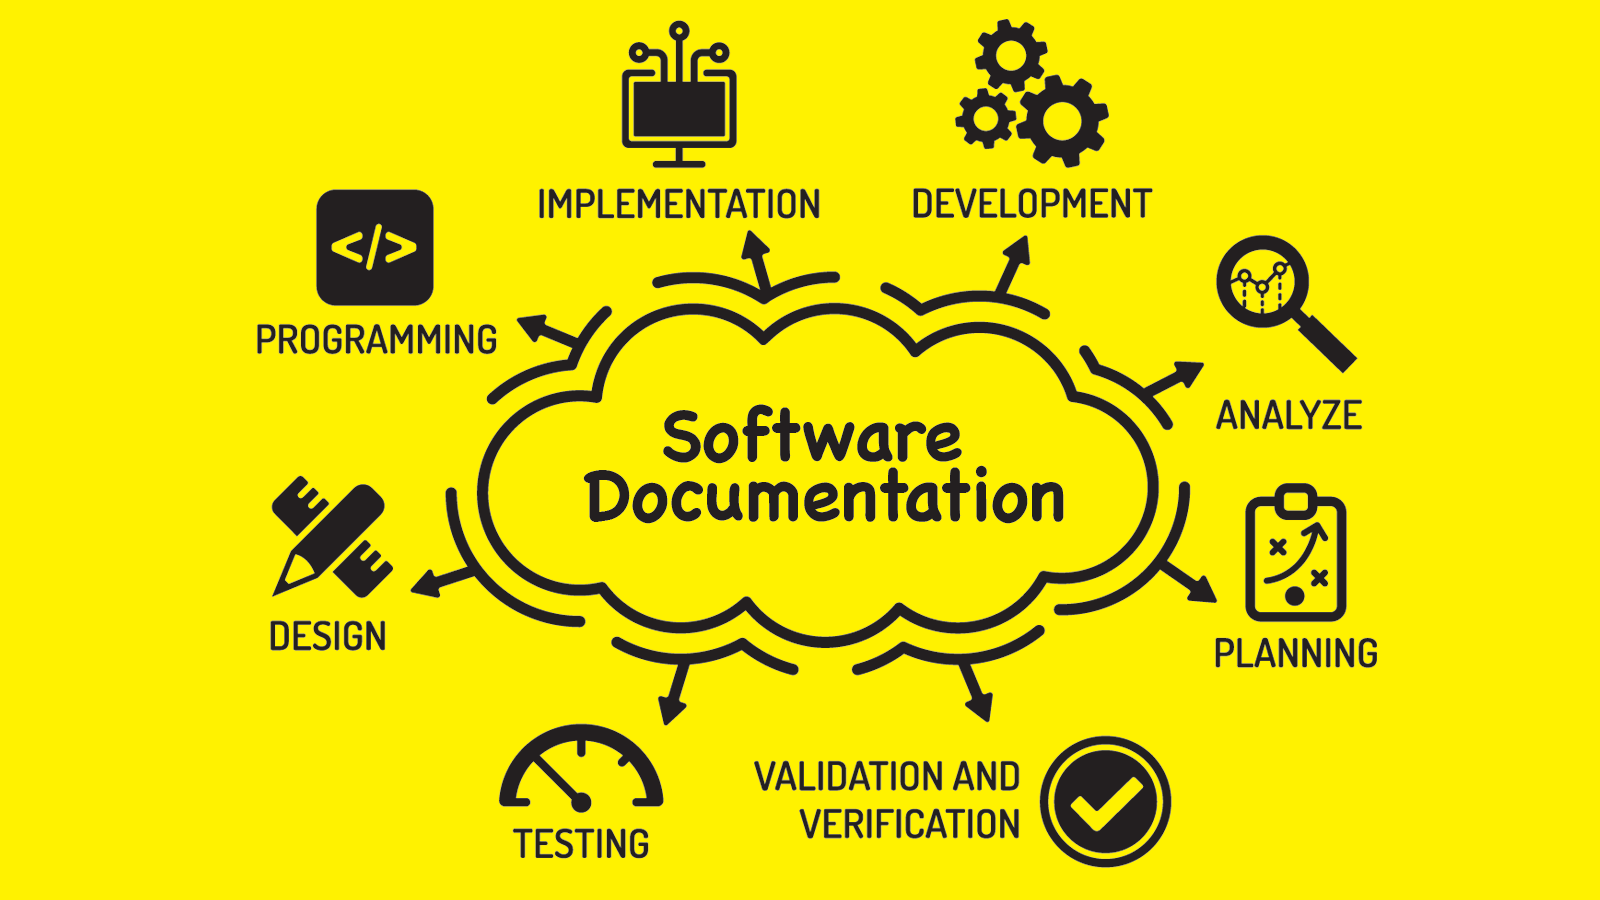 IMPLEMENTATION
DEVELOPMENT
</>
PROGRAMMING
ANALYZE
Software
Documentation
DESIGN
PLANNING
VALIDATION AND
VERIFICATION
TESTING